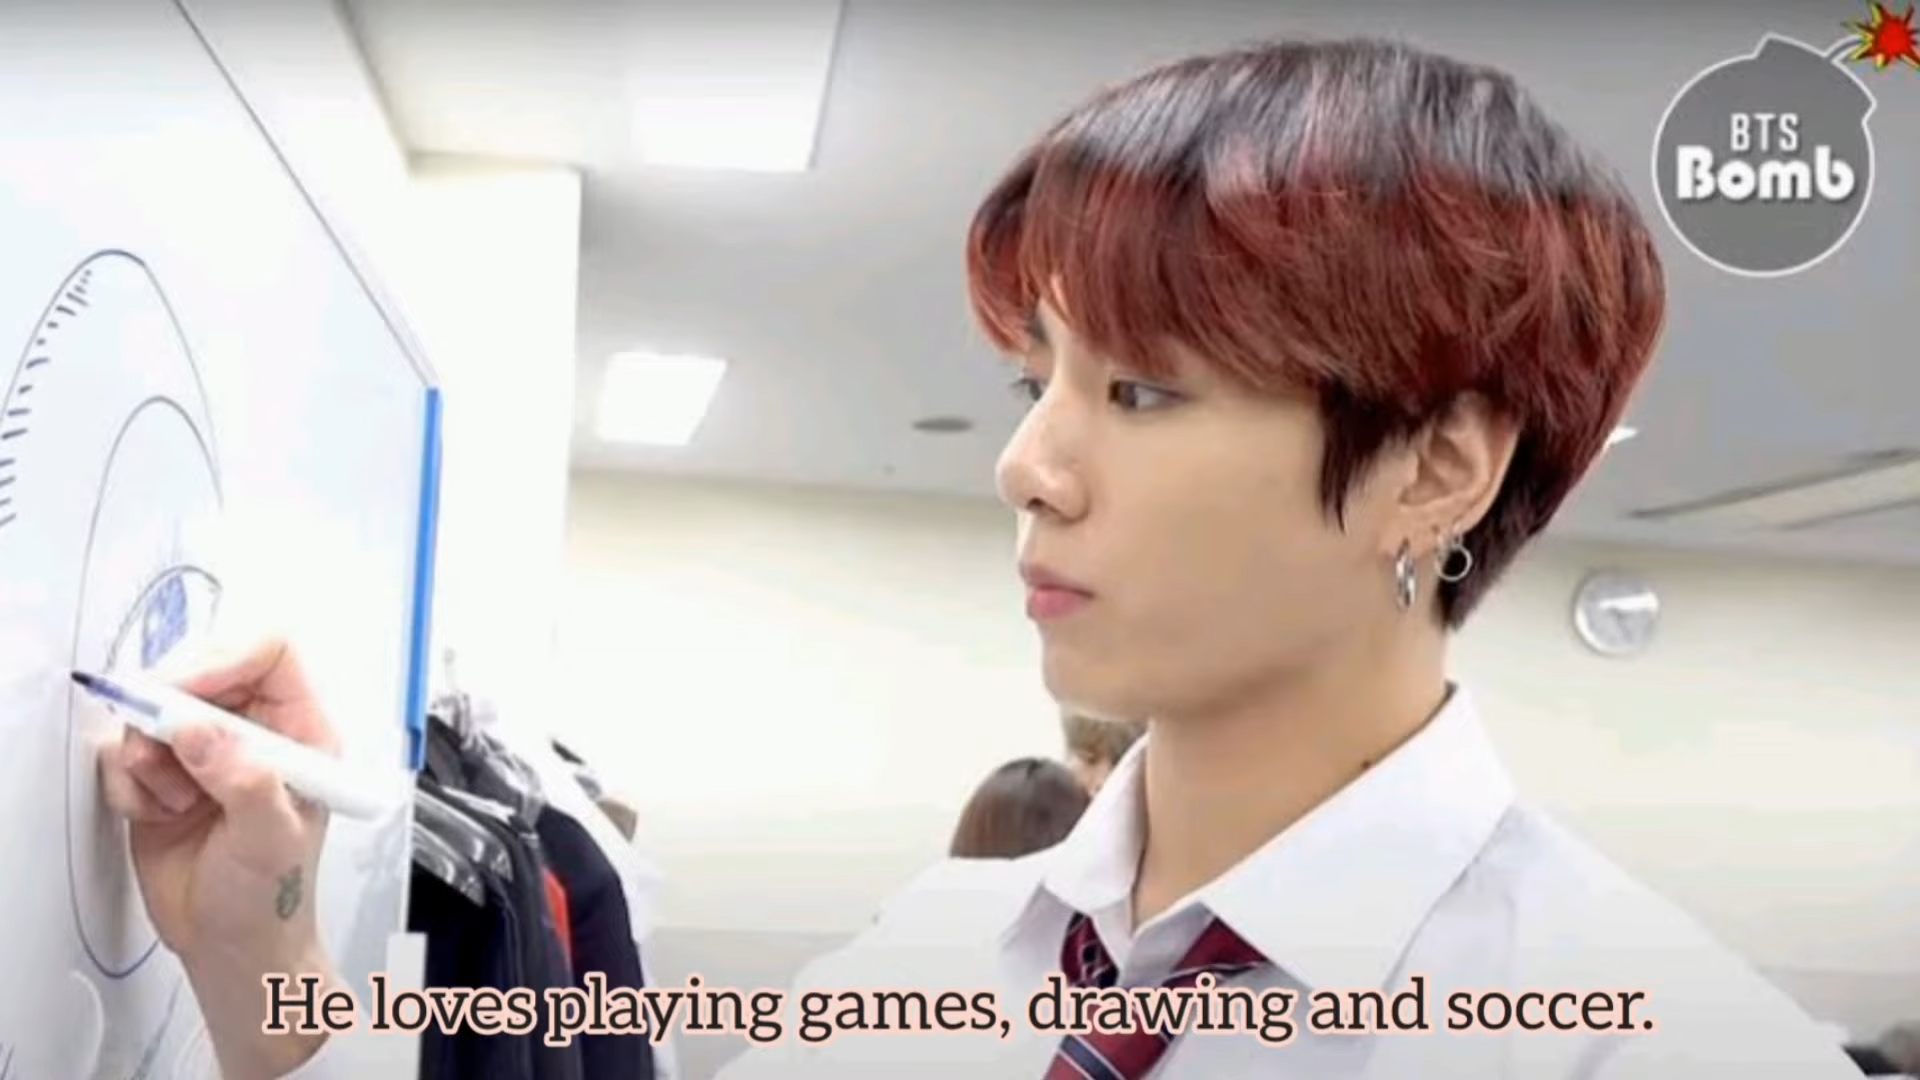 BTS
Bomb
He loves playing games, drawing and soccer.